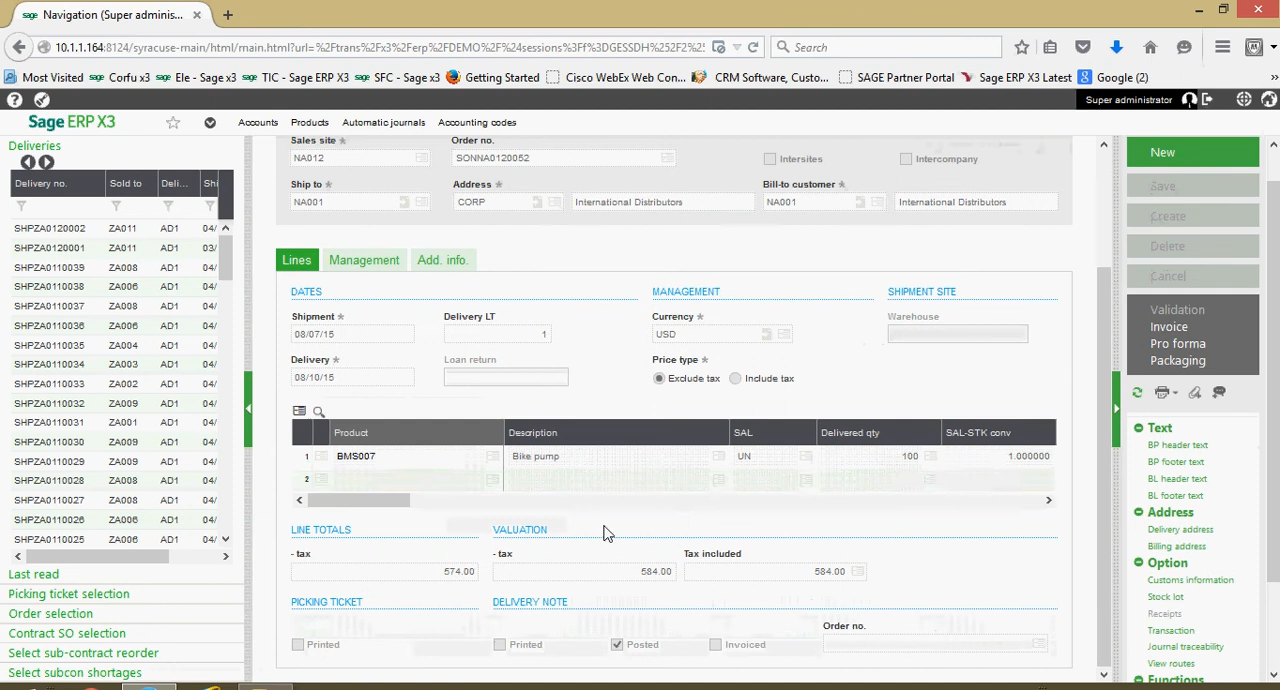 sage Navigation (Super adminis...
10.1.1.164:8124/syracuse-main/html/main.html?url=%2Ftrans%2Fx3%2Ferp%2FDEMO%2F%24sessions%3Ff%3DGESSDH%252F2%25
Search
Most Visited sage Corfu x3 sage Ele - Sage x3 sage TIC - Sage ERP X3 sage SFC - Sage x3 Getting Started Cisco WebEx Web Con... CRM Software, Custo... SAGE Partner Portal Sage ERP X3 Latest Google (2)
Super administrator
Sage ERP X3 Accounts Products Automatic journals Accounting codes
Deliveries
Delivery no. Sold to Deli... Shi
SHPZA0120002 ZA011 AD1 04/
SHPZA0120001 ZA011 AD1 03/
SHPZA0110039 ZA008 AD1 04/
SHPZA0110038 ZA006 AD1 04/
SHPZA0110037 ZA008 AD1 04/
SHPZA0110036 ZA006 AD1 04/
SHPZA0110035 ZA004 AD1 04/
SHPZA0110034 ZA003 AD1 04/
SHPZA0110033 ZA002 AD1 04/
SHPZA0110032 ZA009 AD1 04/
SHPZA0110031 ZA001 AD1 04/
SHPZA0110030 ZA009 AD1 04/
SHPZA0110029 ZA009 AD1 04/
SHPZA0110028 ZA006 AD1 04/
SHPZA0110027 ZA008 AD1 04/
SHPZA0110026 ZA006 AD1 04/
SHPZA0110025 ZA006 AD1 04/
Last read
Picking ticket selection
Order selection
Contract SO selection
Select sub-contract reorder
Select subcon shortages
Sales site * Order no.
NA012 SONNA0120052 Intersites Intercompany
Ship to * Address * Bill-to customer *
NA001 CORP International Distributors NA001 International Distributors
Lines Management Add. info.
DATES MANAGEMENT SHIPMENT SITE
Shipment * Delivery LT Currency * Warehouse
08/07/15 1 USD
Delivery * Loan return Price type *
08/10/15 Exclude tax Include tax
Product Description SAL Delivered qty SAL-STK conv
1 BMS007 Bike pump UN 100 1.000000
2
LINE TOTALS VALUATION
- tax - tax Tax included
574.00 584.00 584.00
PICKING TICKET DELIVERY NOTE
Order no.
Printed Printed Posted Invoiced
New
Save
Create
Delete
Cancel
Validation
Invoice
Pro forma
Packaging
Text
BP header text
BP footer text
BL header text
BL footer text
Address
Delivery address
Billing address
Option
Customs information
Stock lot
Receipts
Transaction
Journal traceability
View routes
Functions